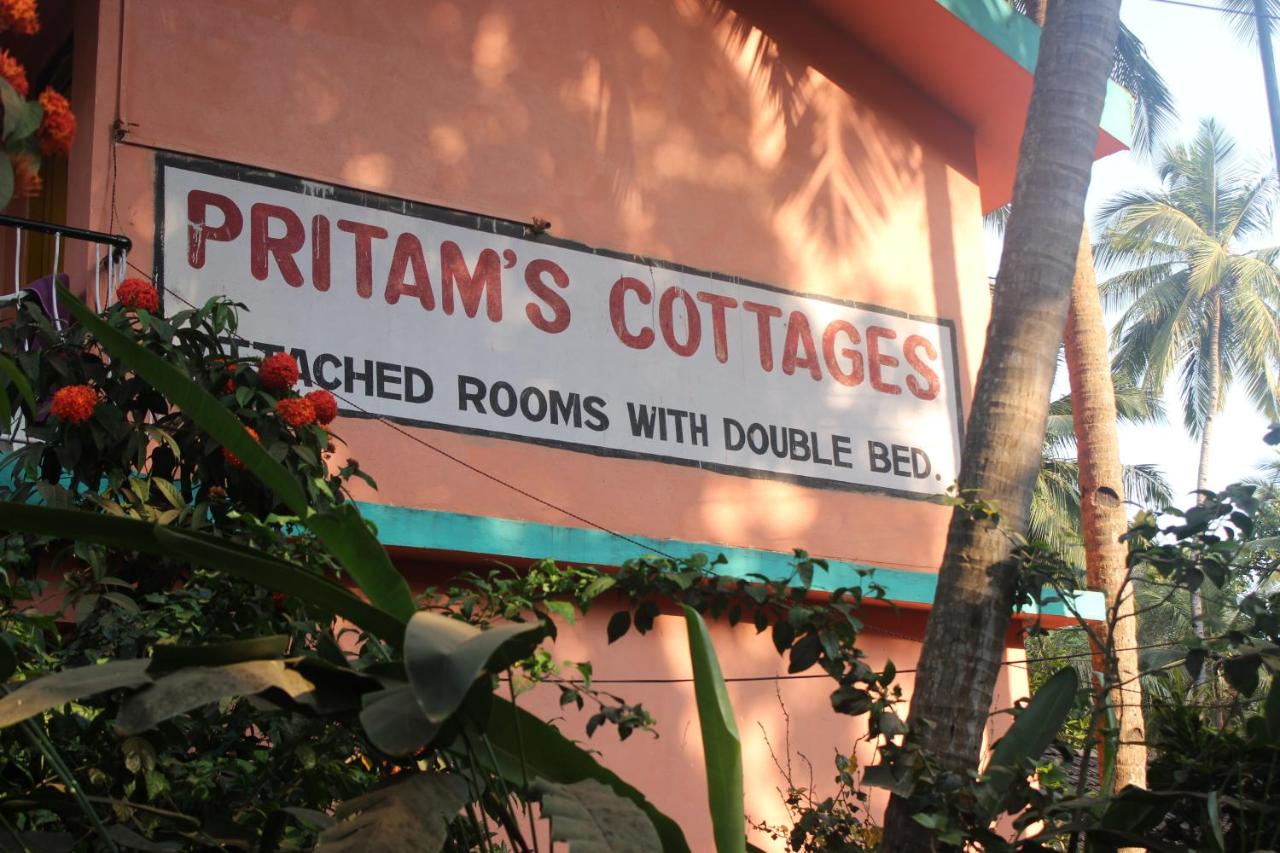 PRITAM'S COTTAGES
ATTACHED ROOMS WITH DOUBLE BED.